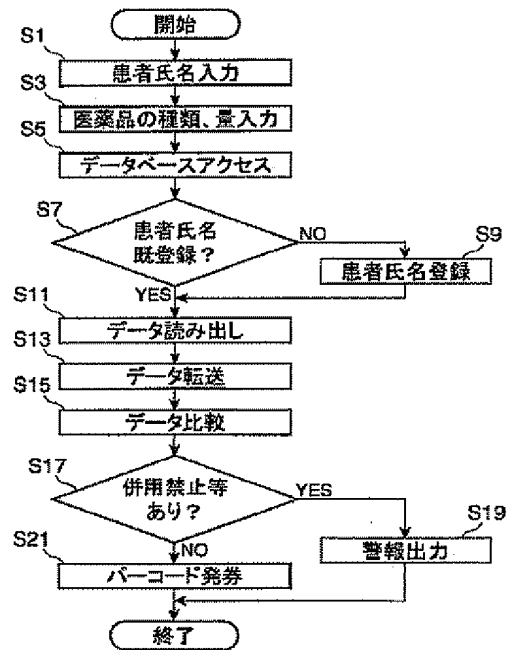 開始
S1
患者氏名入力
S3
医薬品の種類、量入力
S5
データベースアクセス
S7
患者氏名
既登録？
NO
S9
患者氏名登録
YES
S11
データ読み出し
S13
データ転送
S15
データ比較
S17
併用禁止等
あり？
YES
S19
警報出力
NO
S21
バーコード発券
終了